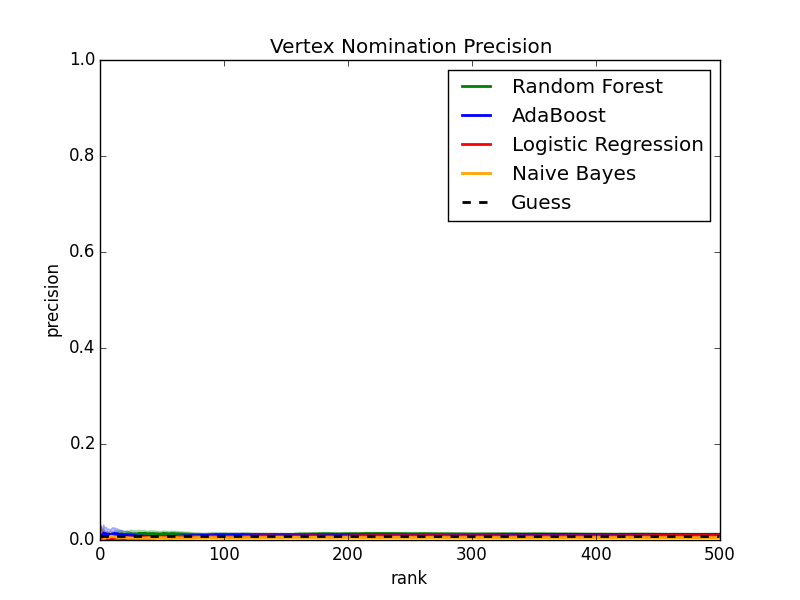 Vertex Nomination Precision
1.0
0.8
0.6
0.4
0.2
0.0
precision
Random Forest
AdaBoost
Logistic Regression
Naive Bayes
Guess
0 100 200 300 400 500
rank